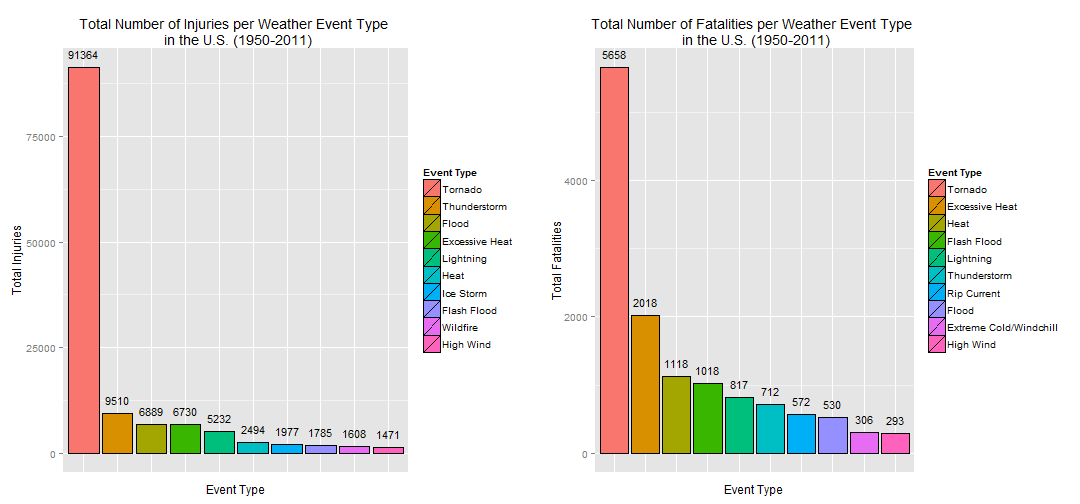 Total Number of Injuries per Weather Event Type
in the U.S. (1950-2011)
91364
9510
6889
6730
5232
2494
1977
1785
1608
1471
75000
50000
25000
0
Total Injuries
Event Type
Event Type
Tornado
Thunderstorm
Flood
Excessive Heat
Lightning
Heat
Ice Storm
Flash Flood
Wildfire
High Wind
Total Number of Fatalities per Weather Event Type
in the U.S. (1950-2011)
5658
2018
1118
1018
817
712
572
530
306
293
4000
2000
0
Total Fatalities
Event Type
Event Type
Tornado
Excessive Heat
Heat
Flash Flood
Lightning
Thunderstorm
Rip Current
Flood
Extreme Cold/Windchill
High Wind